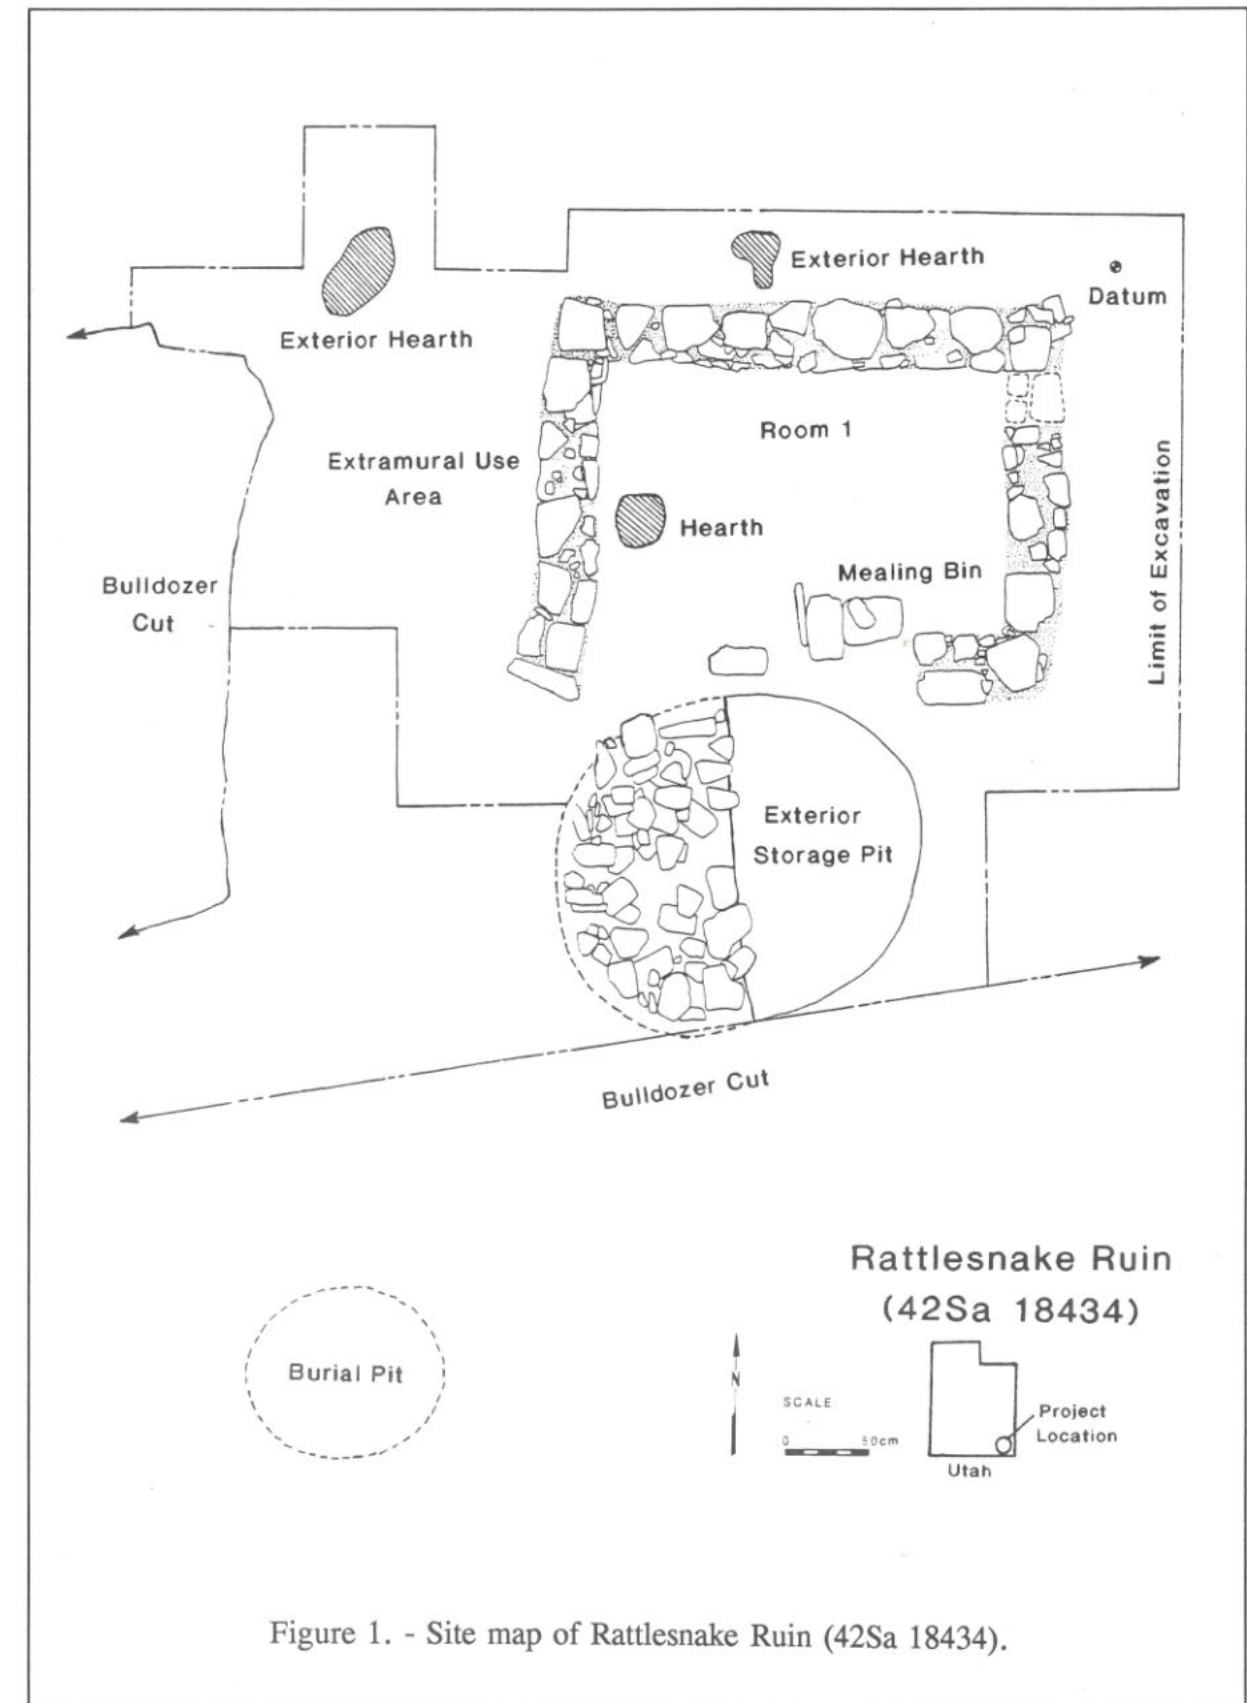 Exterior Hearth
Datum
Exterior Hearth
Room 1
Extramural Use
Area
Hearth
Limit of Excavation
Mealing Bin
Bulldozer
Cut
Exterior
Storage Pit
Bulldozer Cut
Rattlesnake Ruin
(42Sa 18434)
Burial Pit
N
SCALE
0 50cm
Project
Location
Utah
Figure 1. - Site map of Rattlesnake Ruin (42Sa 18434).